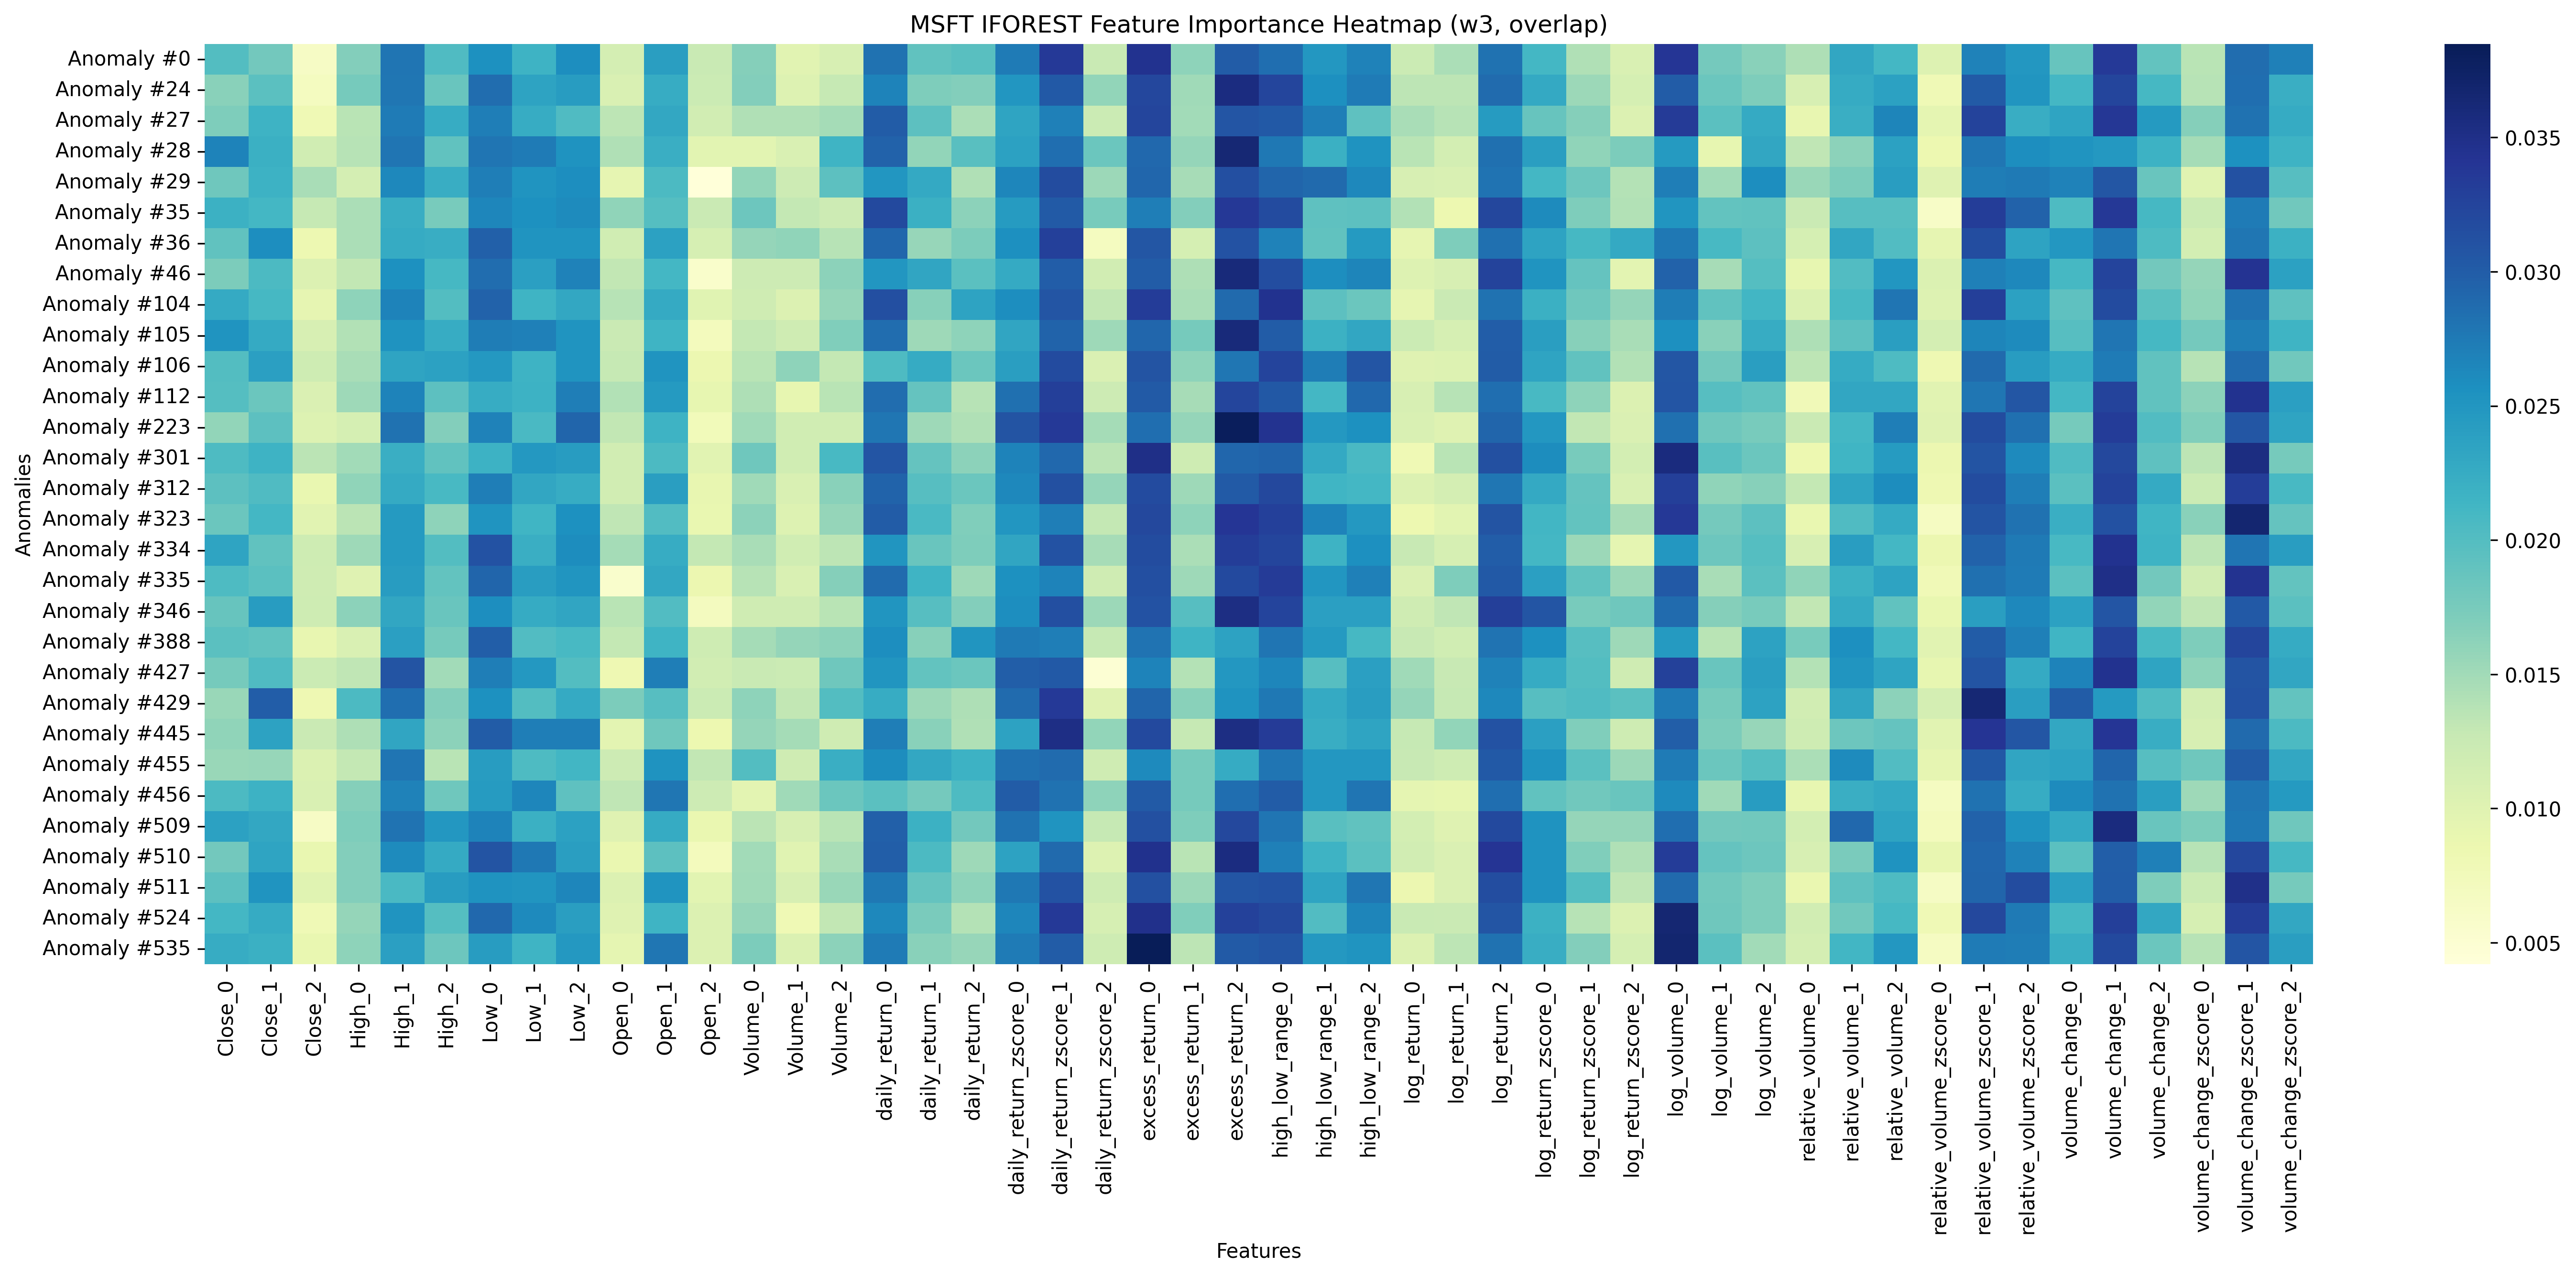 MSFT IFOREST Feature Importance Heatmap (w3, overlap)
Anomalies
Anomaly #0
Anomaly #24
Anomaly #27
Anomaly #28
Anomaly #29
Anomaly #35
Anomaly #36
Anomaly #46
Anomaly #104
Anomaly #105
Anomaly #106
Anomaly #112
Anomaly #223
Anomaly #301
Anomaly #312
Anomaly #323
Anomaly #334
Anomaly #335
Anomaly #346
Anomaly #388
Anomaly #427
Anomaly #429
Anomaly #445
Anomaly #455
Anomaly #456
Anomaly #509
Anomaly #510
Anomaly #511
Anomaly #524
Anomaly #535
Close_0
Close_1
Close_2
High_0
High_1
High_2
Low_0
Low_1
Low_2
Open_0
Open_1
Open_2
Volume_0
Volume_1
Volume_2
daily_return_0
daily_return_1
daily_return_2
daily_return_zscore_0
daily_return_zscore_1
daily_return_zscore_2
excess_return_0
excess_return_1
excess_return_2
high_low_range_0
high_low_range_1
high_low_range_2
log_return_0
log_return_1
log_return_2
log_return_zscore_0
log_return_zscore_1
log_return_zscore_2
log_volume_0
log_volume_1
log_volume_2
relative_volume_0
relative_volume_1
relative_volume_2
relative_volume_zscore_0
relative_volume_zscore_1
relative_volume_zscore_2
volume_change_0
volume_change_1
volume_change_2
volume_change_zscore_0
volume_change_zscore_1
volume_change_zscore_2
Features
0.035
0.030
0.025
0.020
0.015
0.010
0.005